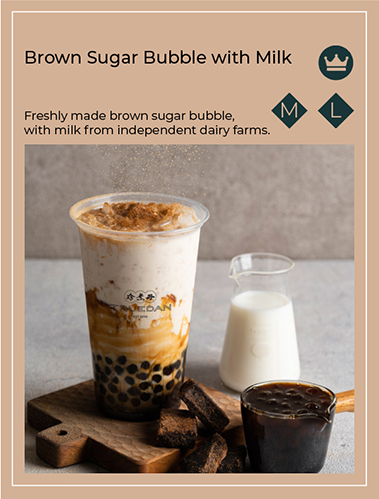 Brown Sugar Bubble with Milk
M L
Freshly made brown sugar bubble,
with milk from independent dairy farms.
珍煮丹